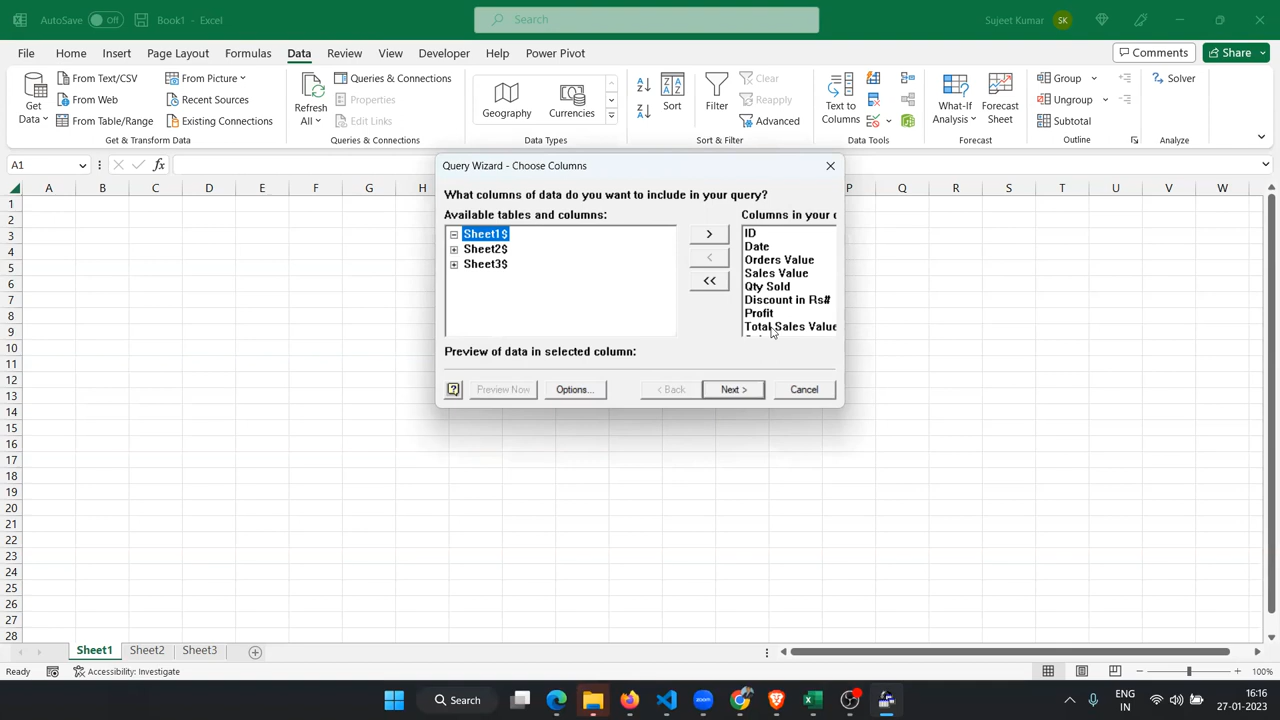 AutoSave Off Book1 - Excel Search Sujeet Kumar SK
File Home Insert Page Layout Formulas Data Review View Developer Help Power Pivot Comments Share
Get Data
From Text/CSV
From Web
From Table/Range
From Picture
Recent Sources
Existing Connections
Get & Transform Data
Refresh All
Queries & Connections
Properties
Edit Links
Queries & Connections
Geography
Currencies
Data Types
Sort
Filter
Clear
Reapply
Advanced
Sort & Filter
Text to Columns
Data Tools
What-If Analysis
Forecast Sheet
Forecast
Group
Ungroup
Subtotal
Outline
Solver
Analyze
A1
fx
A B C D E F G H P Q R S T U V W
1
2
3
4
5
6
7
8
9
10
11
12
13
14
15
16
17
18
19
20
21
22
23
24
25
26
27
28
Query Wizard - Choose Columns
What columns of data do you want to include in your query?
Available tables and columns:
Sheet1$
Sheet2$
Sheet3$
>
<
<<
Columns in your
ID
Date
Orders Value
Sales Value
Qty Sold
Discount in Rs#
Profit
Total Sales Value
Preview of data in selected column:
Preview Now Options... < Back Next > Cancel
Sheet1 Sheet2 Sheet3
Ready Accessibility: Investigate 100%
Search
ENG
IN
16:16
27-01-2023